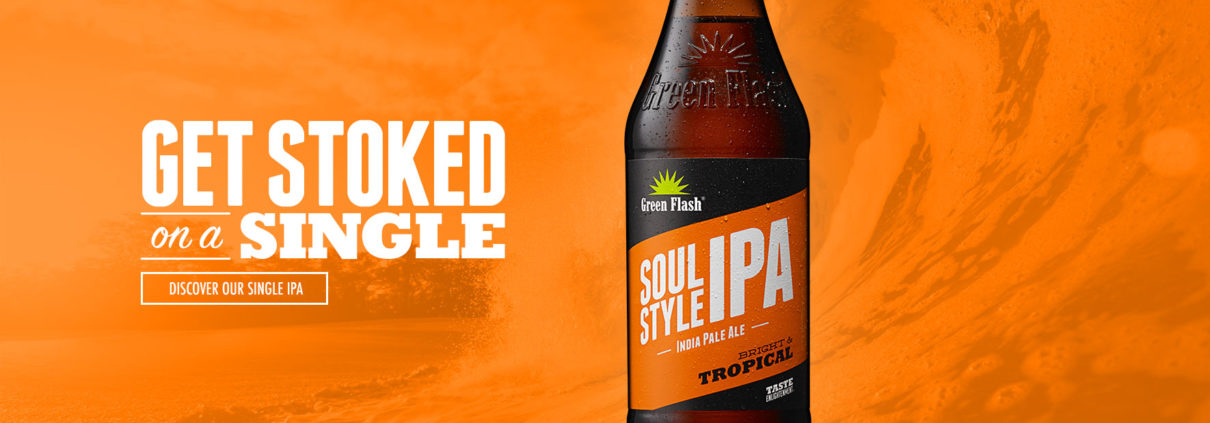 GET STOKED
on a SINGLE
DISCOVER OUR SINGLE IPA
Green Flash
Green Flash®
SOUL
STYLE
IPA
INDIA PALE ALE
BRIGHT &
TROPICAL
TASTE
ENLIGHTENMENT